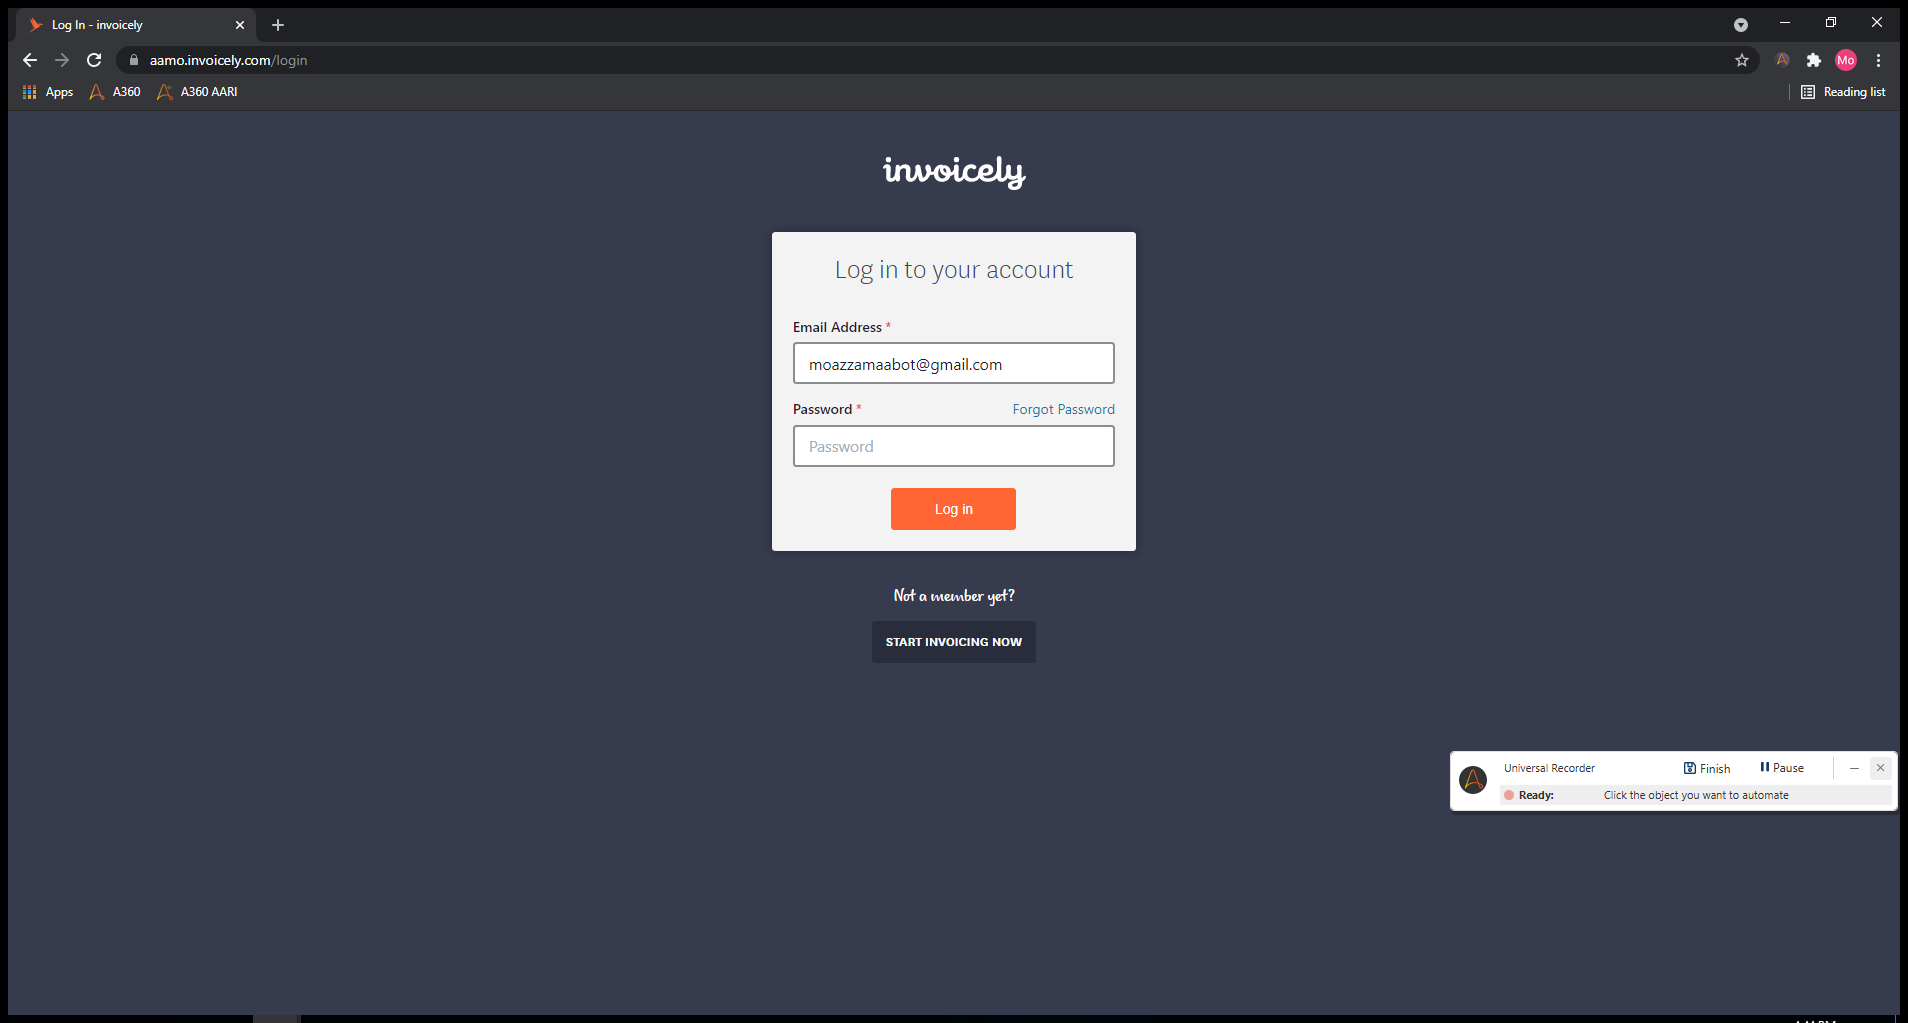 Log In - invoicely
aamo.invoicely.com/login
Mo
Apps A360 A360 AARI Reading list
invoicely
Log in to your account
Email Address *
moazzamaabot@gmail.com
Password * Forgot Password
Password
Log in
Not a member yet?
START INVOICING NOW
Universal Recorder Finish Pause
Ready: Click the object you want to automate